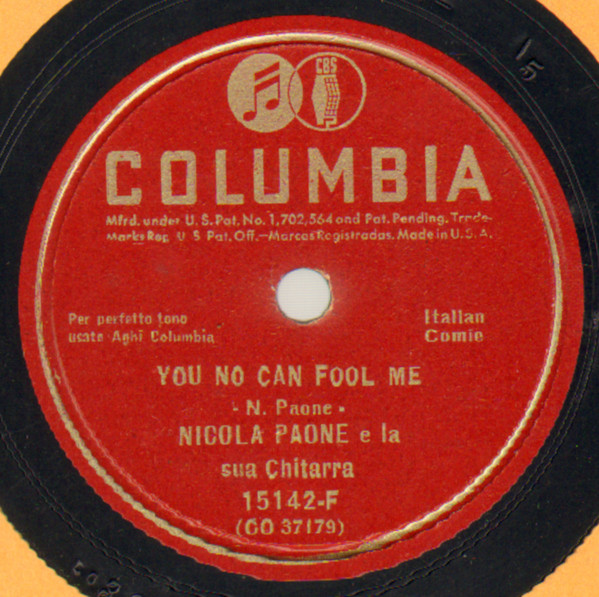 CBS
COLUMBIA
Mfrd. under U.S. Pat. No. 1,702,564 and Pat. Pending. Trade-
Marks Reg. U S Pat. Off.—Marcas Registradas. Made in U.S.A.
Per perfetto tono
usate Aghi Columbia
Italian
Comic
YOU NO CAN FOOL ME
- N. Paone -
NICOLA PAONE e la
sua Chitarra
15142-F
(CO 37179)
15